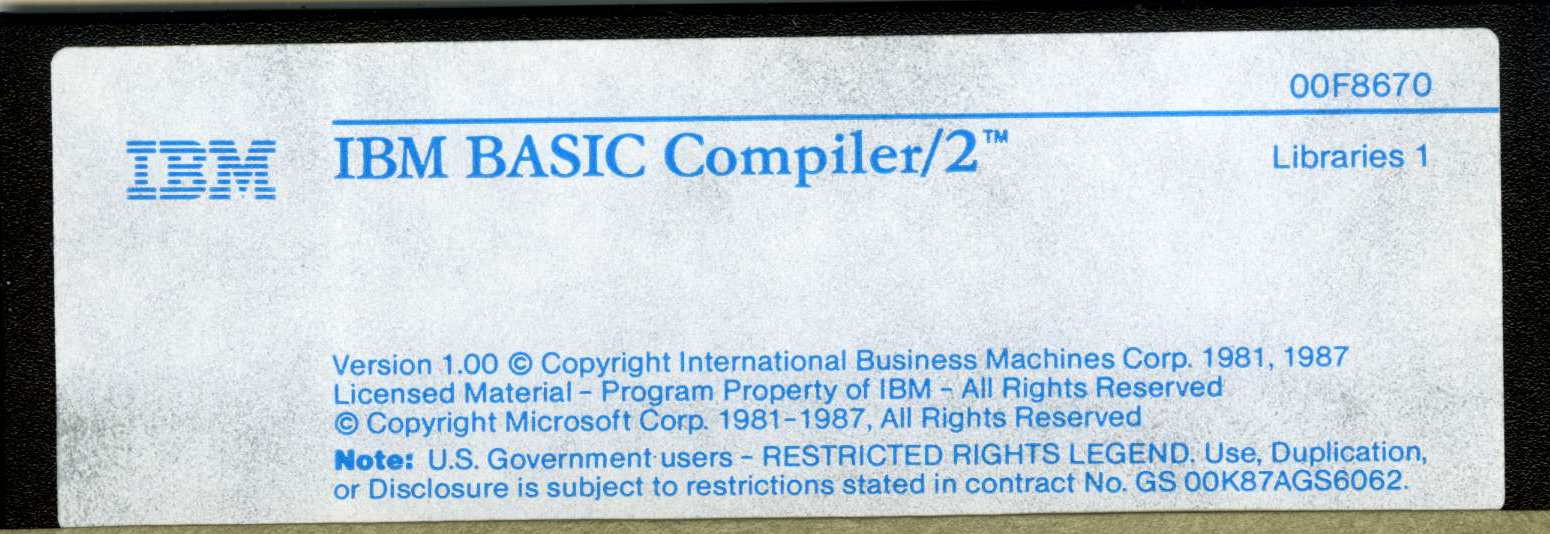 00F8670
IBM
IBM BASIC Compiler/2™
Libraries 1
Version 1.00 © Copyright International Business Machines Corp. 1981, 1987
Licensed Material – Program Property of IBM – All Rights Reserved
© Copyright Microsoft Corp. 1981–1987, All Rights Reserved
Note: U.S. Government users – RESTRICTED RIGHTS LEGEND. Use, Duplication,
or Disclosure is subject to restrictions stated in contract No. GS 00K87AGS6062.